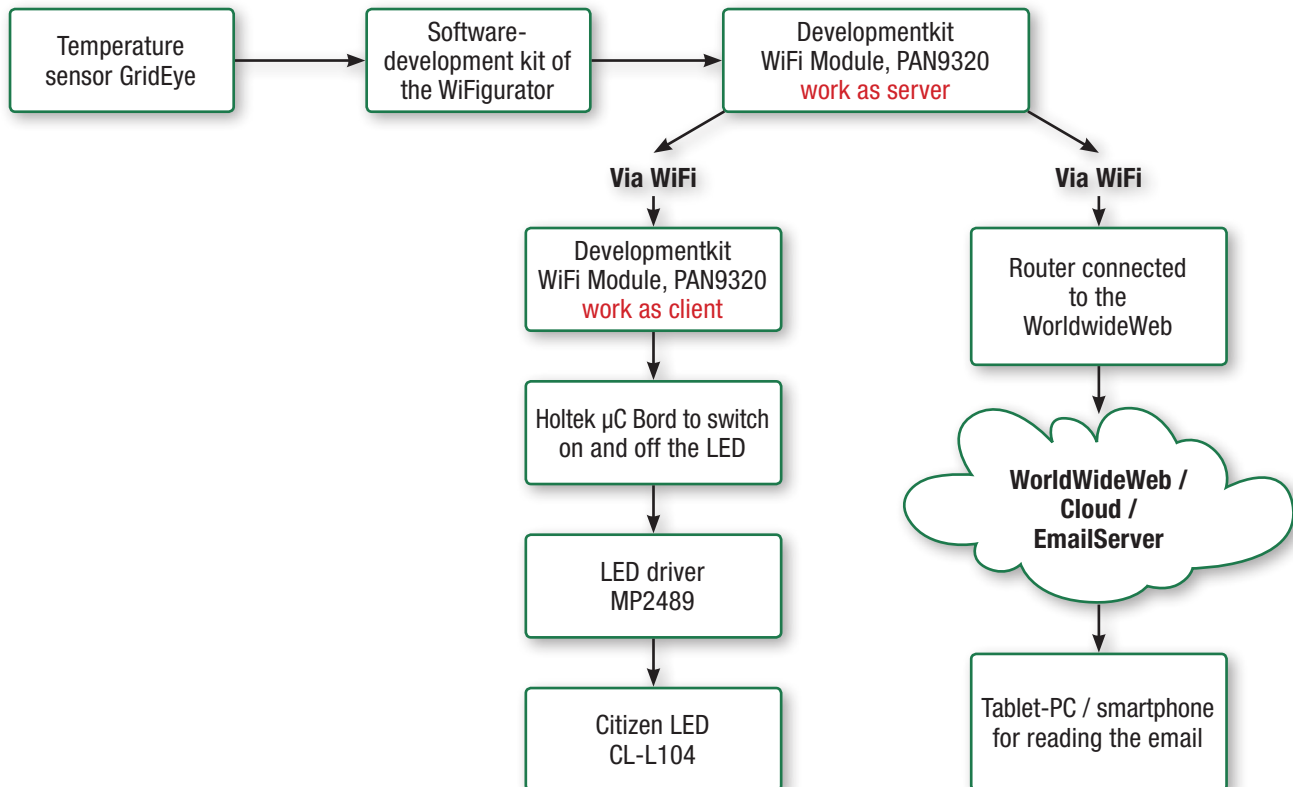 Temperature
sensor GridEye
Software-
development kit of
the WiFigurator
Developmentkit
WiFi Module, PAN9320
work as server
Via WiFi
Via WiFi
Developmentkit
WiFi Module, PAN9320
work as client
Router connected
to the
WorldwideWeb
Holtek µC Bord to switch
on and off the LED
WorldWideWeb /
Cloud /
EmailServer
LED driver
MP2489
Citizen LED
CL-L104
Tablet-PC / smartphone
for reading the email